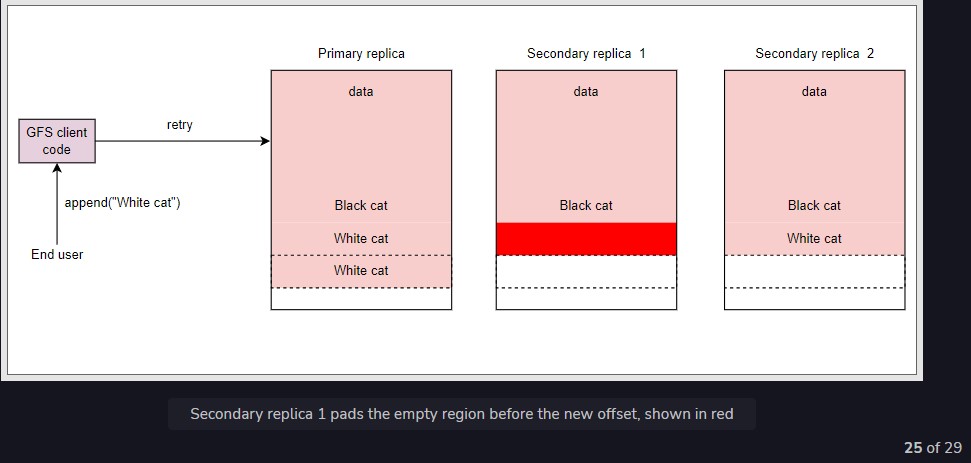 Primary replica
Secondary replica 1
Secondary replica 2
data
data
data
GFS client
code
retry
append("White cat")
End user
Black cat
Black cat
Black cat
White cat
White cat
White cat
Secondary replica 1 pads the empty region before the new offset, shown in red
25 of 29